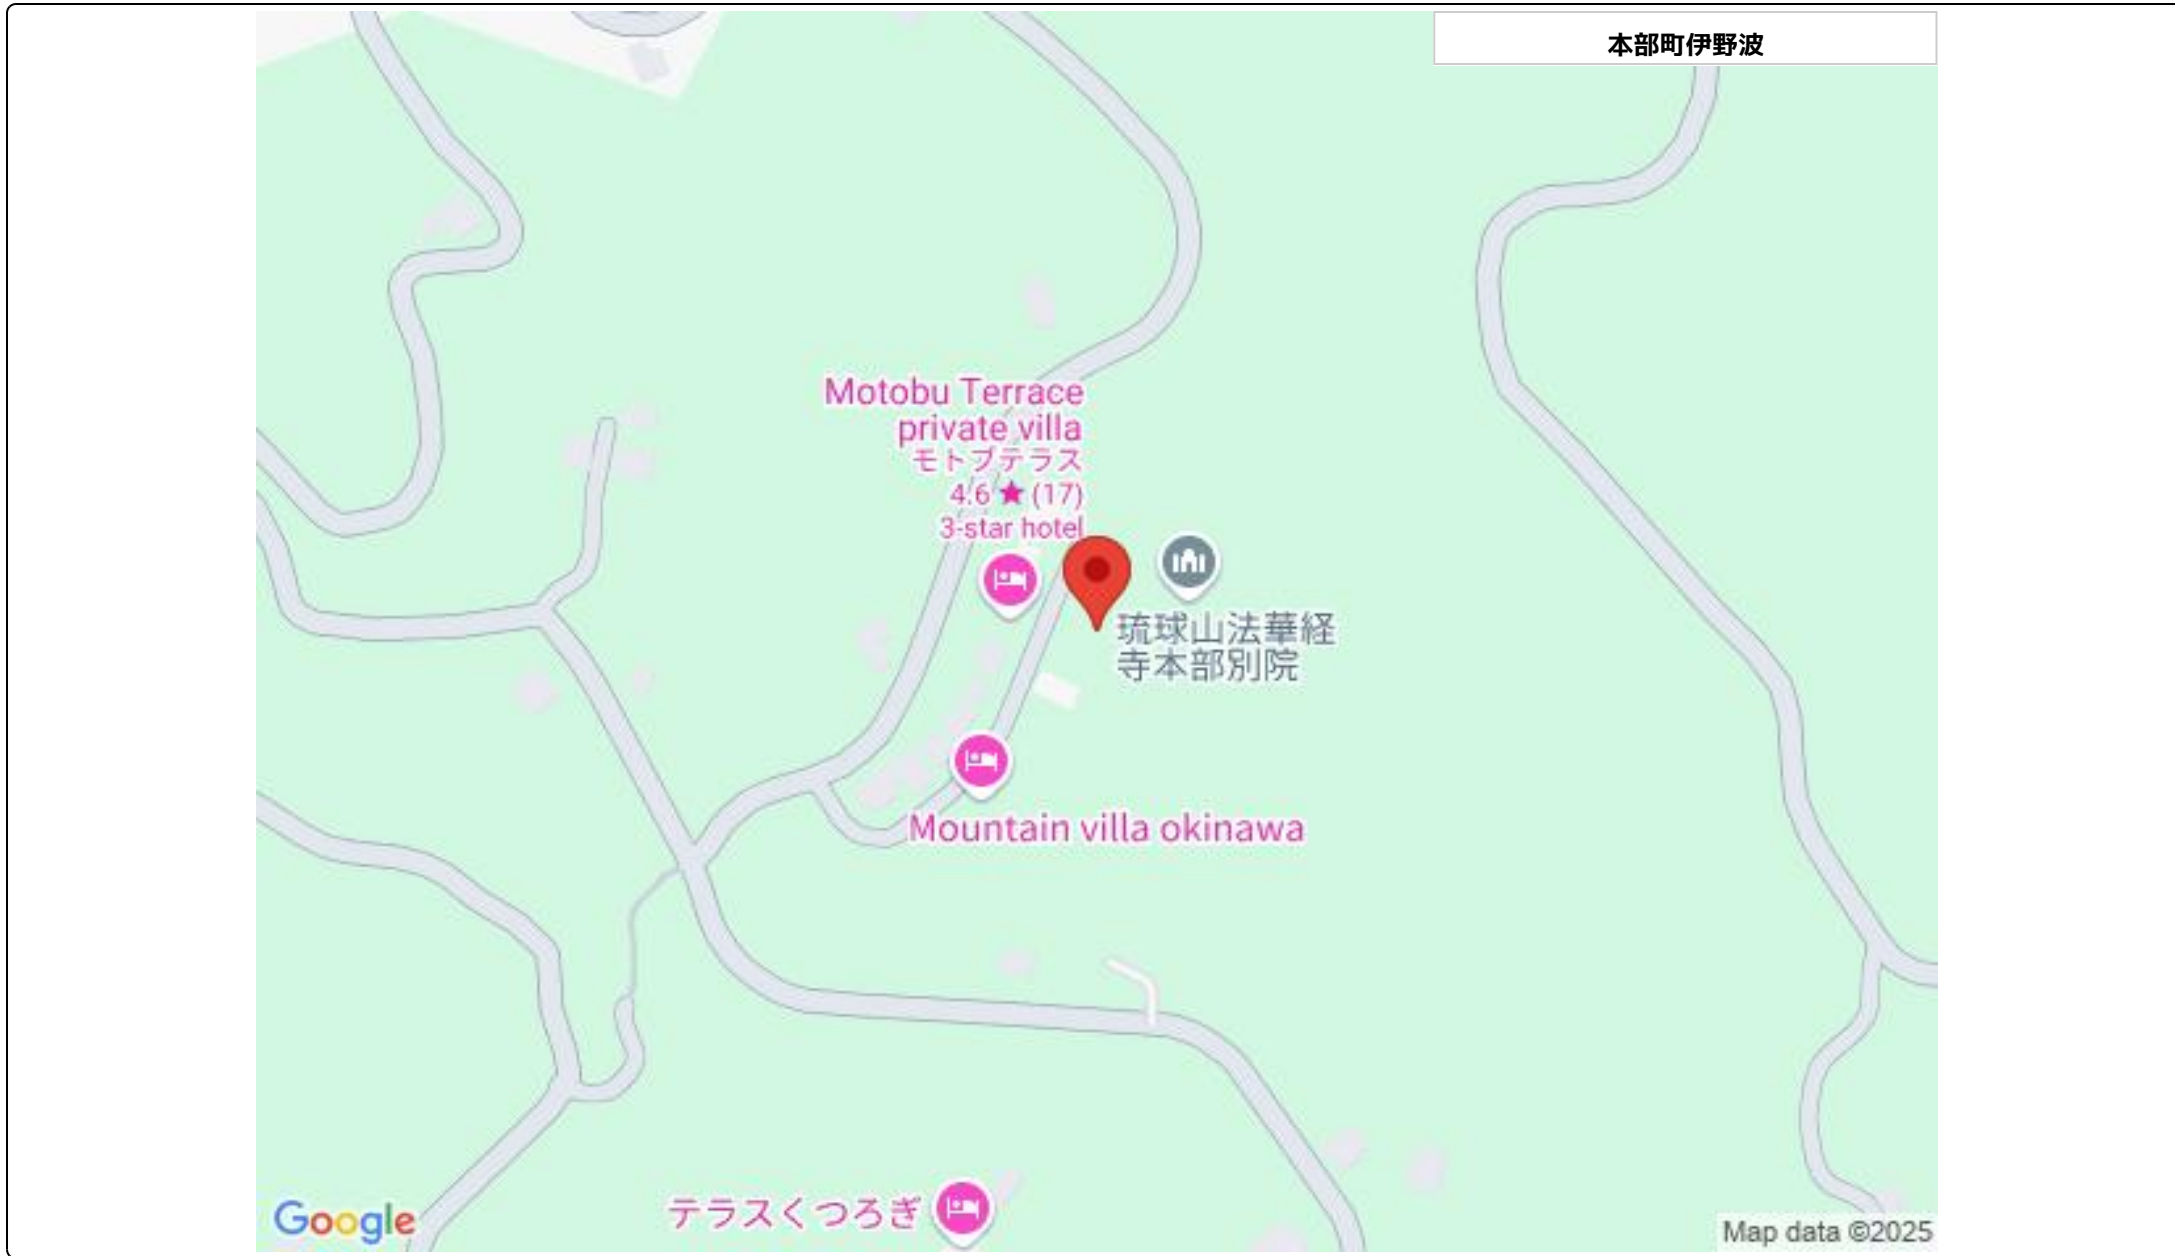 本部町伊野波
Motobu Terrace
private villa
モトブテラス
4.6 ★ (17)
3-star hotel
琉球山法華経
寺本部別院
Mountain villa okinawa
テラスくつろぎ
Google
Map data ©2025